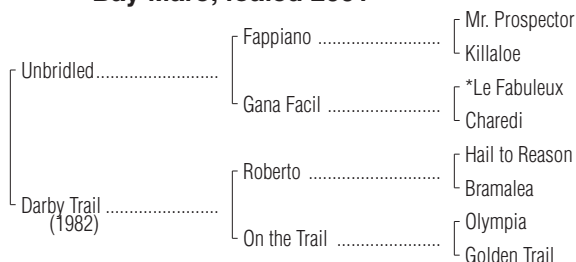 Bay Mare; foaled
Mr. Prospector
Fappiano
Killaloe
Unbridled
*Le Fabuleux
Gana Facil
Charedi
Hail to Reason
Roberto
Bramalea
Darby Trail
(1982)
Olympia
On the Trail
Golden Trail